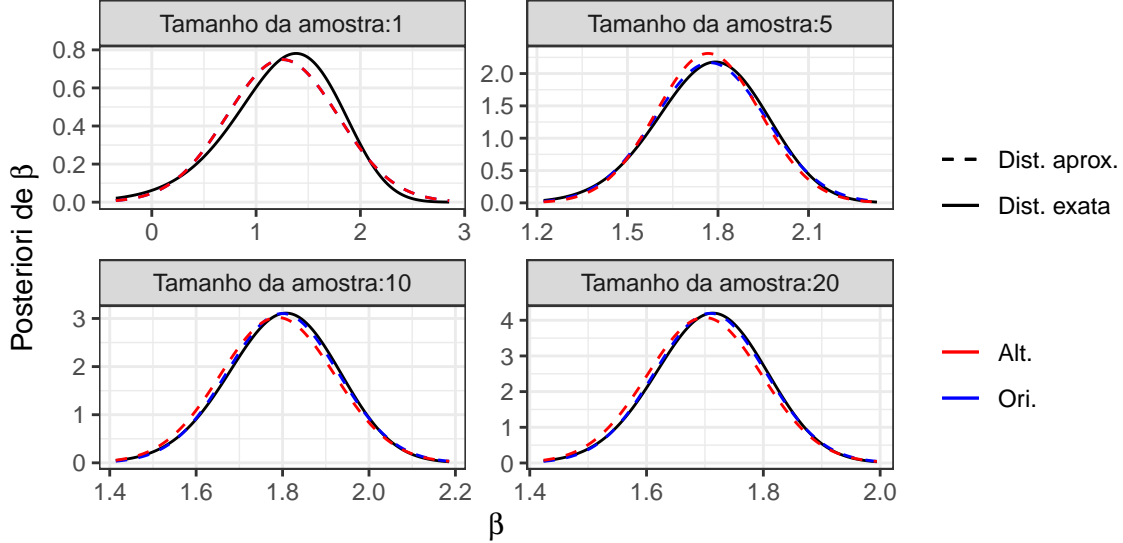 Tamanho da amostra:1
Tamanho da amostra:5
0.8
0.6
0.4
0.2
0.0
0 1 2 3
2.0
1.5
1.0
0.5
0.0
1.2 1.5 1.8 2.1
Tamanho da amostra:10
Tamanho da amostra:20
3
2
1
0
1.4 1.6 1.8 2.0 2.2
4
3
2
1
0
1.4 1.6 1.8 2.0
Posteriori de β
β
Dist. aprox.
Dist. exata
Alt.
Ori.